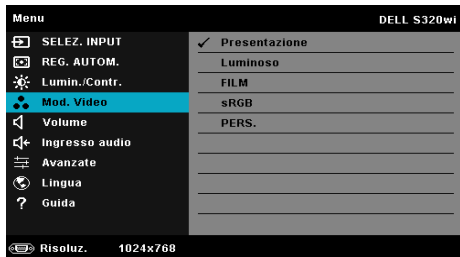 Menu DELL S320wi
SELEZ. INPUT
REG. AUTOM.
Lumin./Contr.
Mod. Video
Volume
Ingresso audio
Avanzate
Lingua
? Guida
✓ Presentazione
Luminoso
FILM
sRGB
PERS.
Risoluz. 1024x768